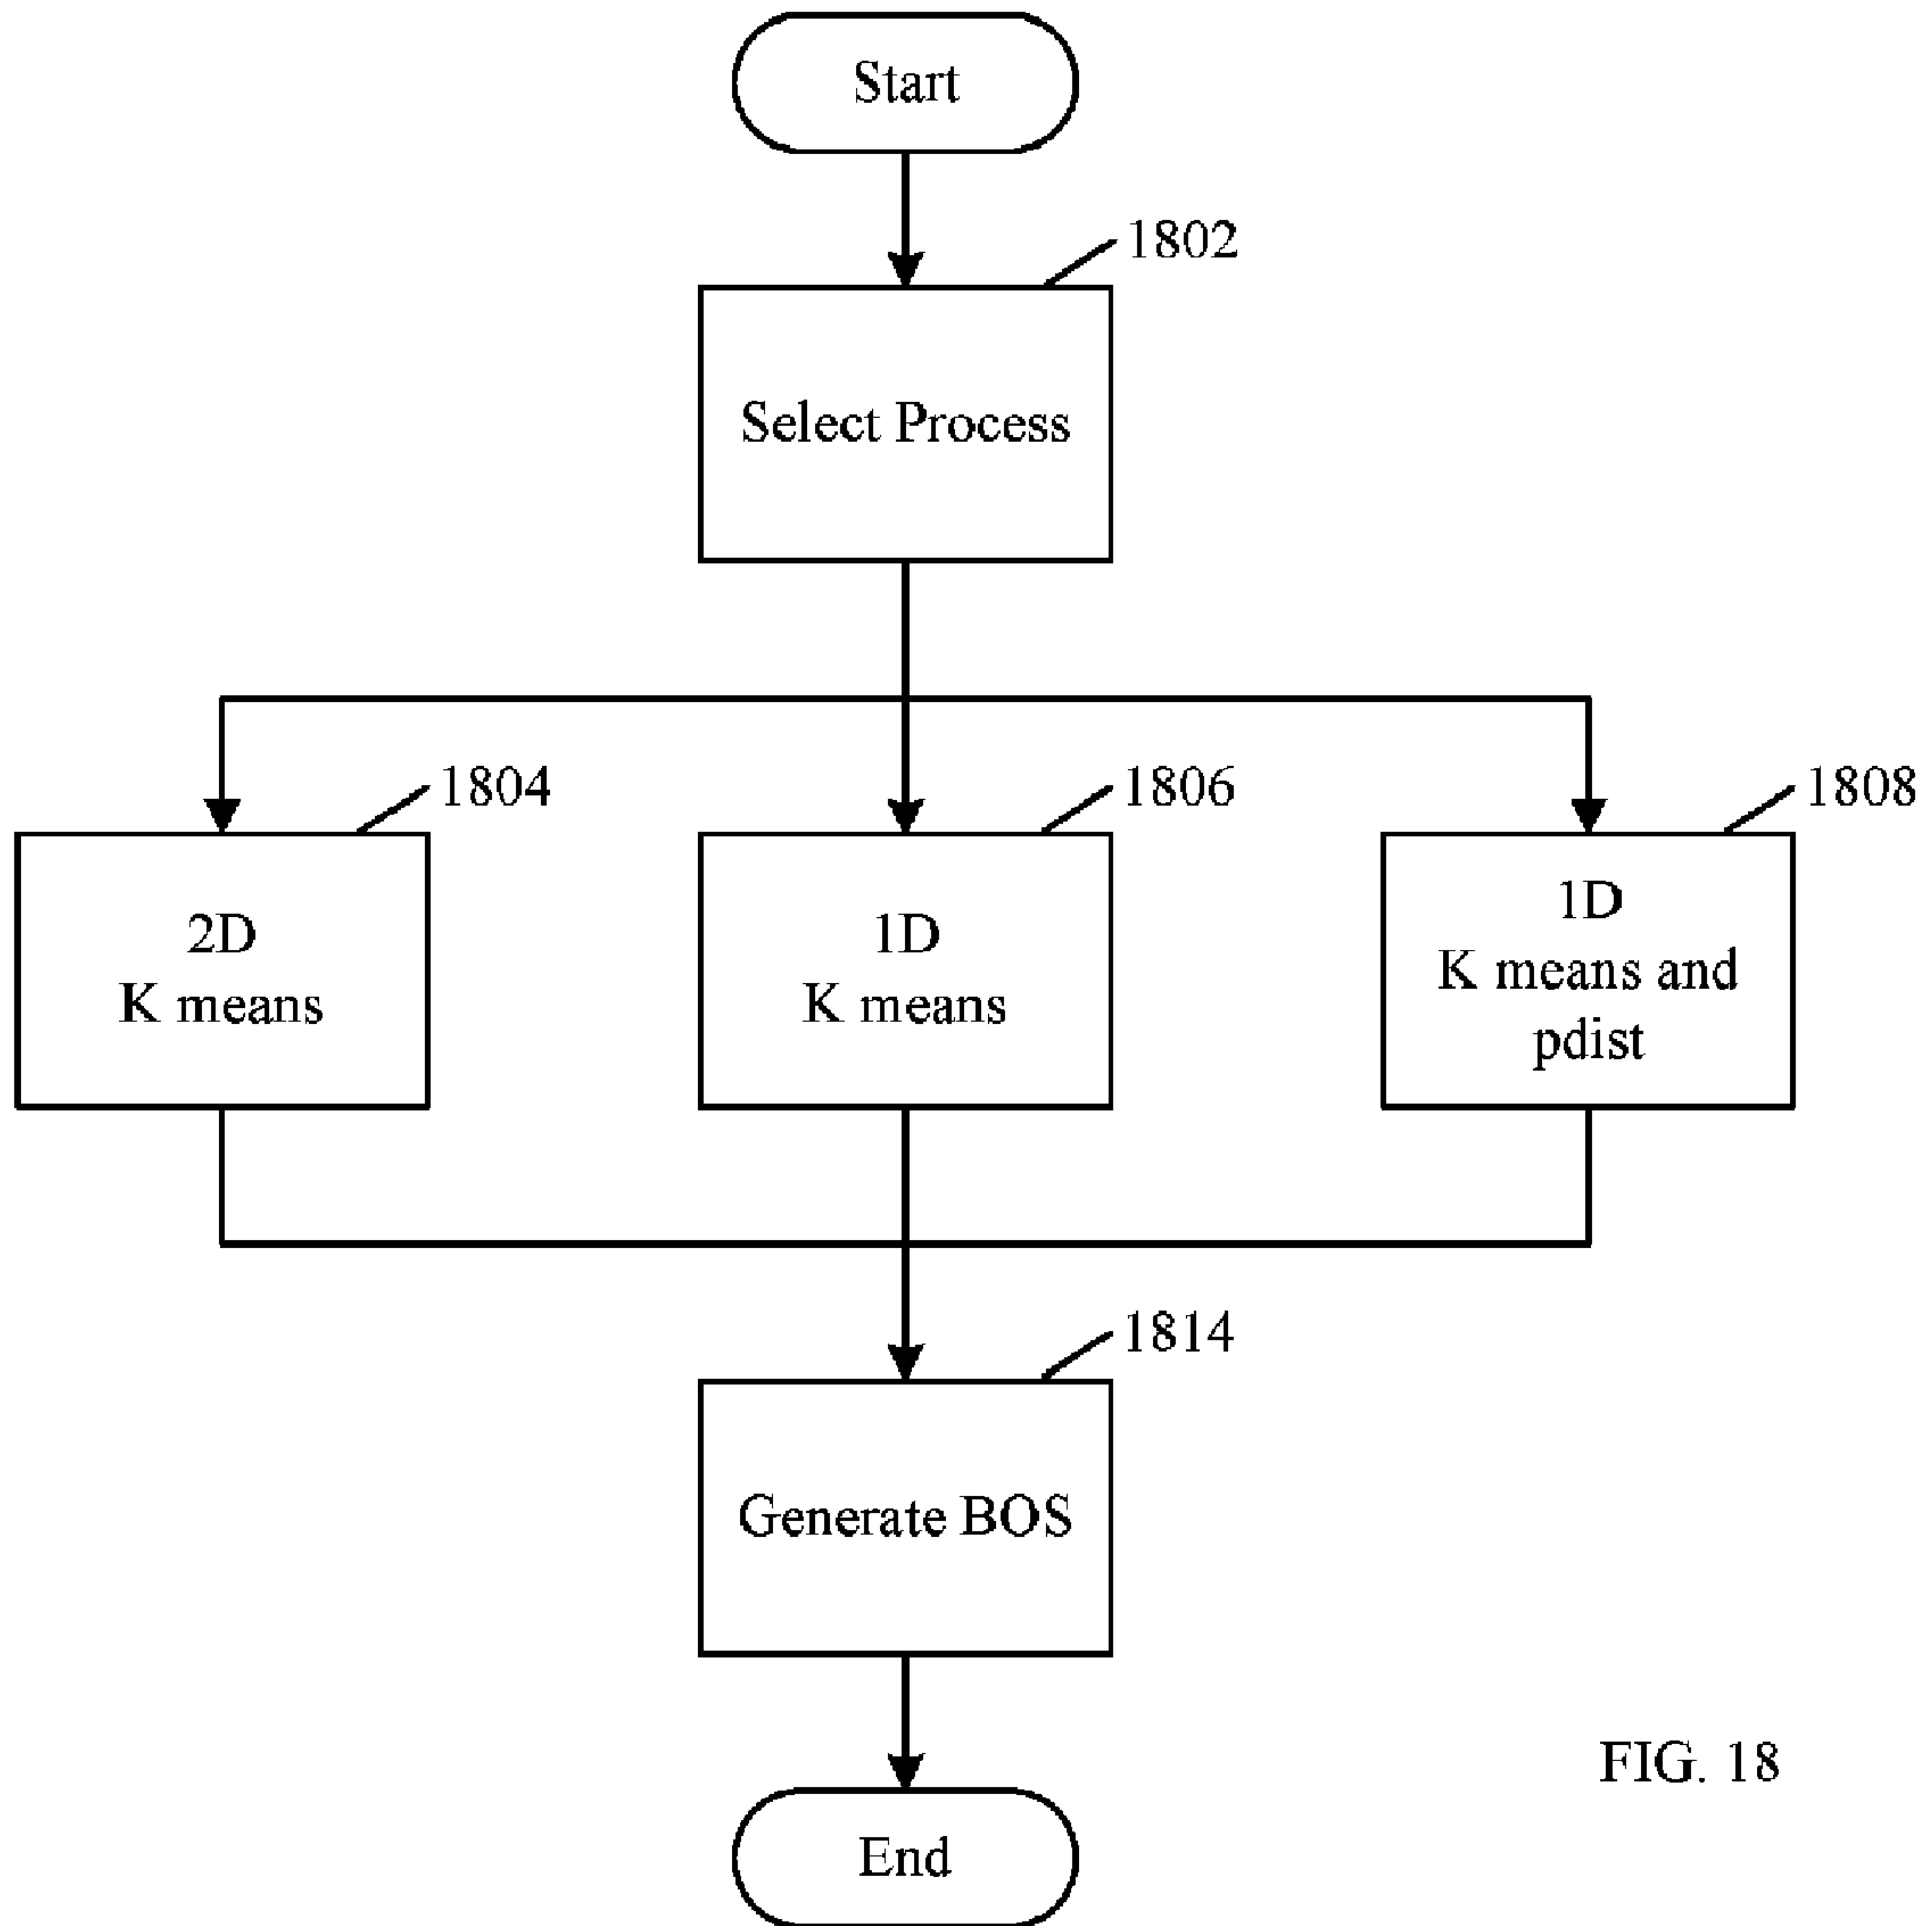 Start
1802
Select Process
1804
1806
1808
2D
K means
1D
K means
1D
K means and
pdist
1814
Generate BOS
FIG. 18
End